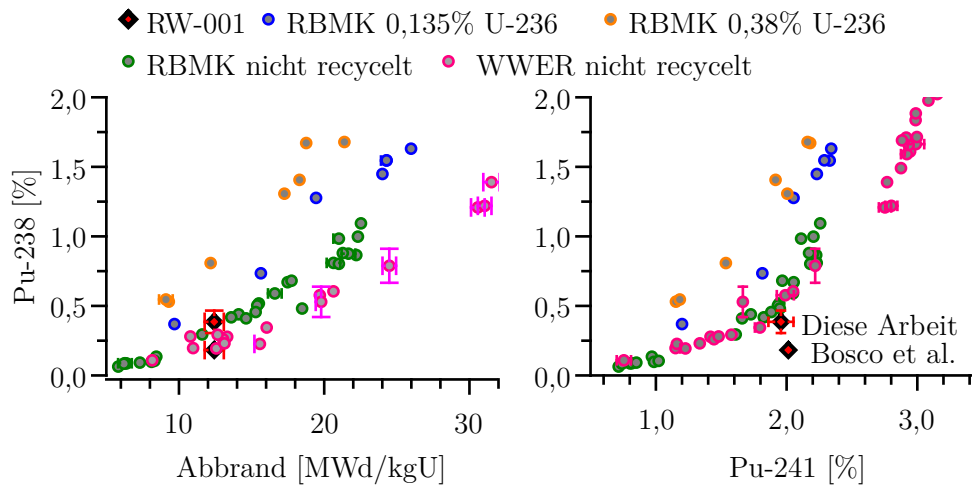 RW-001 RBMK 0,135% U-236 RBMK 0,38% U-236
RBMK nicht recycelt WWER nicht recycelt
2,0 2,0
1,5 1,5
1,0 1,0
0,5 0,5
0,0 0,0
Pu-238 [%]
Diese Arbeit
Bosco et al.
10 20 30 1,0 2,0 3,0
Abbrand [MWd/kgU] Pu-241 [%]